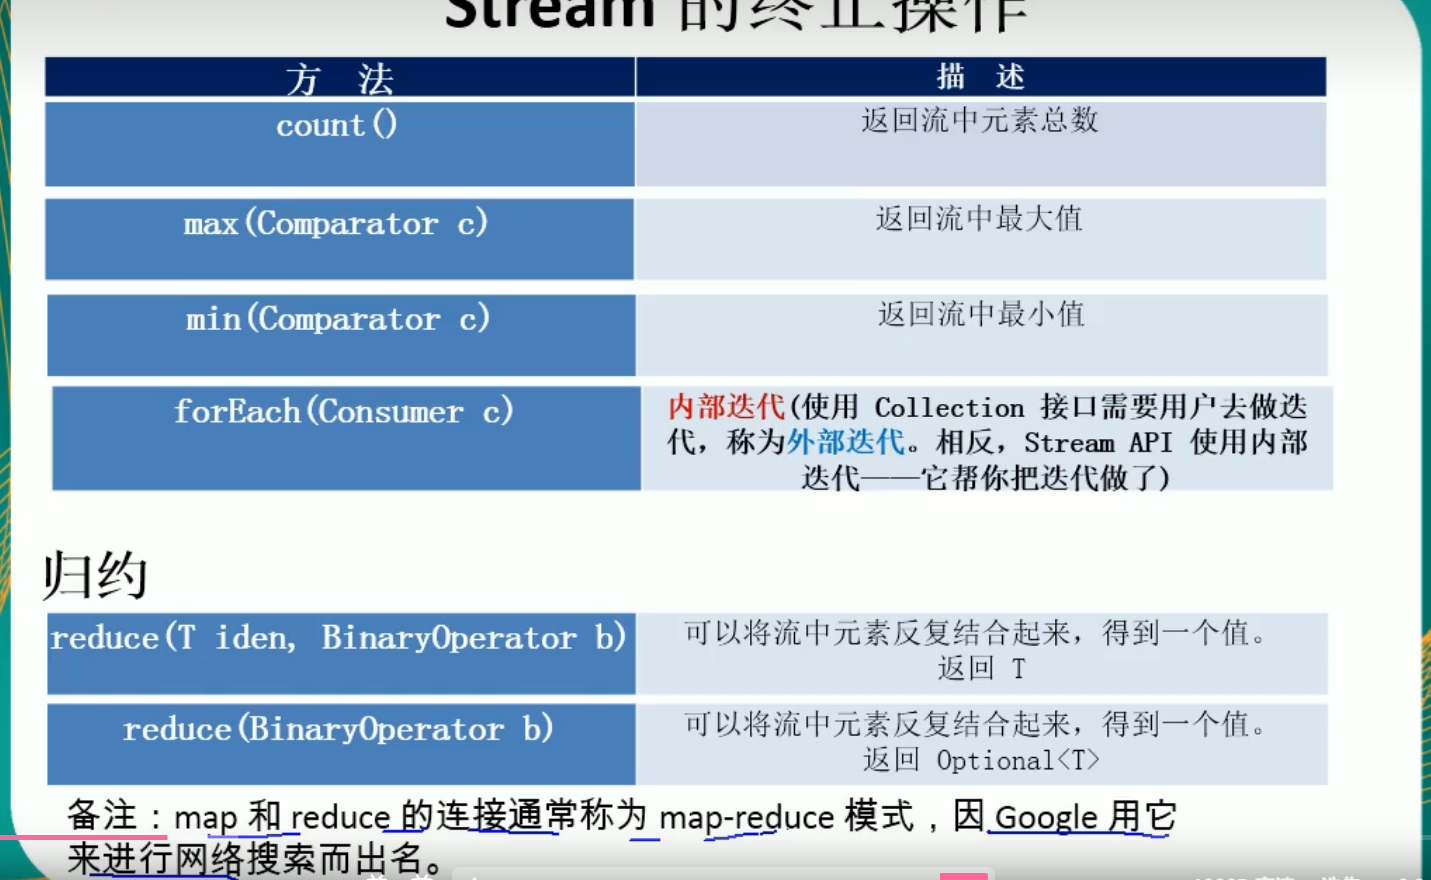 Stream 的终止操作
方 法
描 述
count()
返回流中元素总数
max(Comparator c)
返回流中最大值
min(Comparator c)
返回流中最小值
forEach(Consumer c)
内部迭代(使用 Collection 接口需要用户去做迭
代，称为外部迭代。相反，Stream API 使用内部
迭代——它帮你把迭代做了)
归约
reduce(T iden, BinaryOperator b)
可以将流中元素反复结合起来，得到一个值。
返回 T
reduce(BinaryOperator b)
可以将流中元素反复结合起来，得到一个值。
返回 Optional<T>
备注：map 和 reduce 的连接通常称为 map-reduce 模式，因 Google 用它
来进行网络搜索而出名。